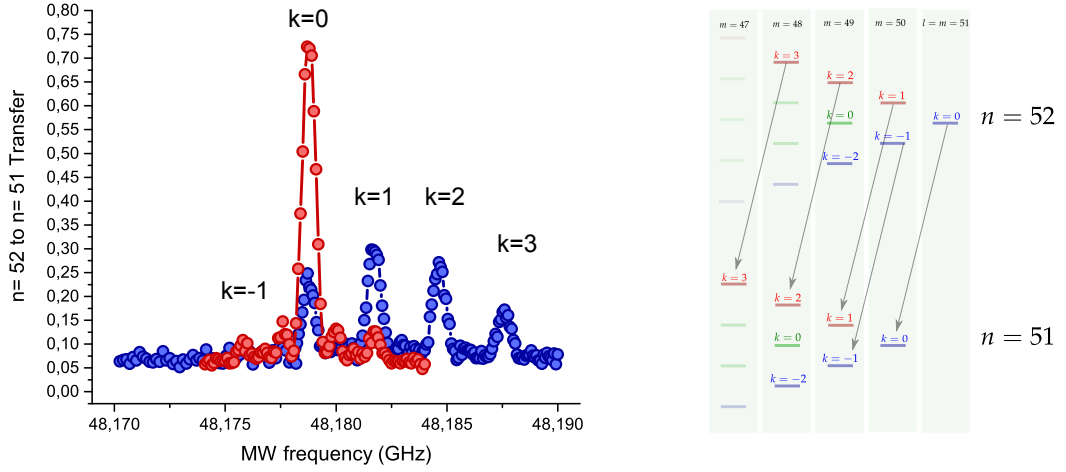 0,80
0,75
0,70
0,65
0,60
0,55
0,50
0,45
0,40
0,35
0,30
0,25
0,20
0,15
0,10
0,05
0,00
n= 52 to n= 51 Transfer
k=0
k=1
k=2
k=3
k=-1
48,170
48,175
48,180
48,185
48,190
MW frequency (GHz)
m = 47
m = 48
m = 49
m = 50
l = m = 51
k = 3
k = 2
k = 1
k = 0
k = 0
k = −1
k = −2
n = 52
k = 3
k = 2
k = 1
k = 0
k = 0
k = −1
k = −2
n = 51